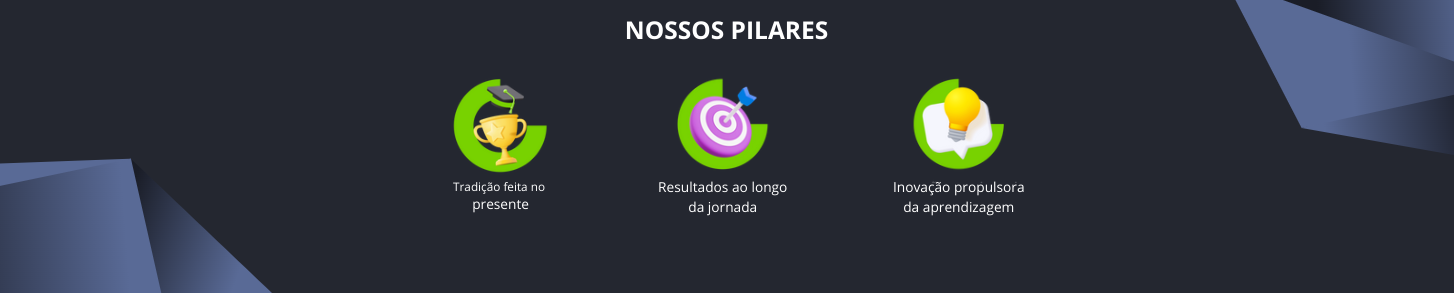 NOSSOS PILARES
Tradição feita no
presente
Resultados ao longo
da jornada
Inovação propulsora
da aprendizagem